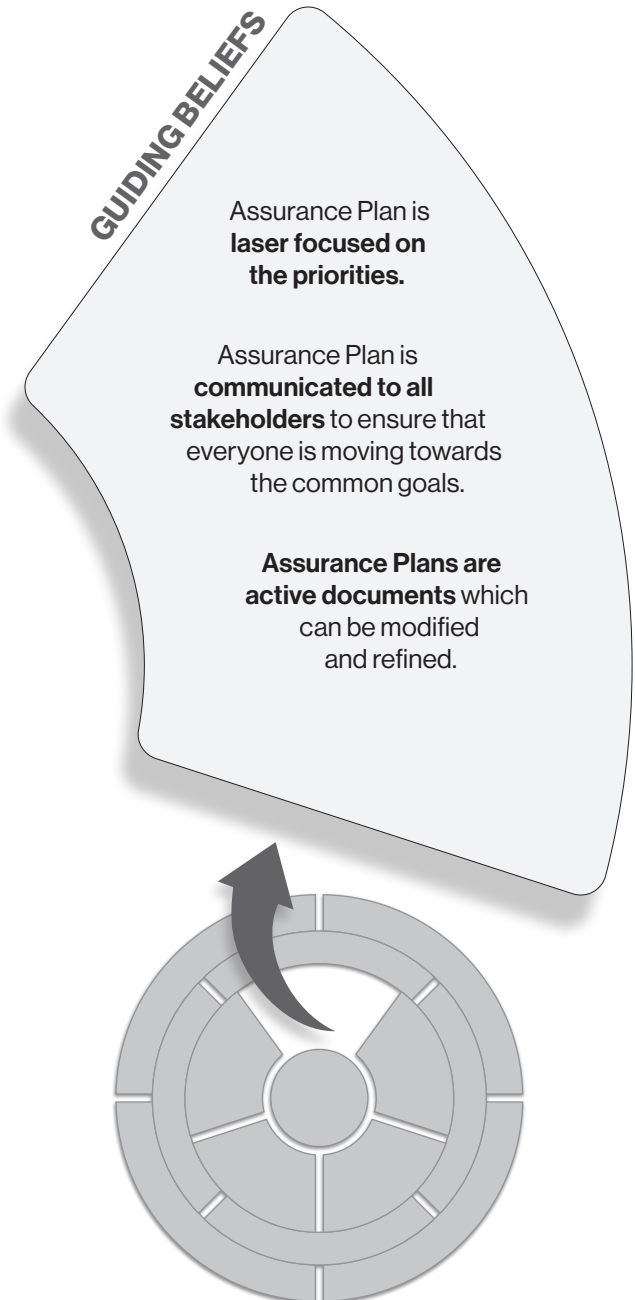 GUIDING BELIEFS
Assurance Plan is
laser focused on
the priorities.
Assurance Plan is
communicated to all
stakeholders to ensure that
everyone is moving towards
the common goals.
Assurance Plans are
active documents which
can be modified
and refined.